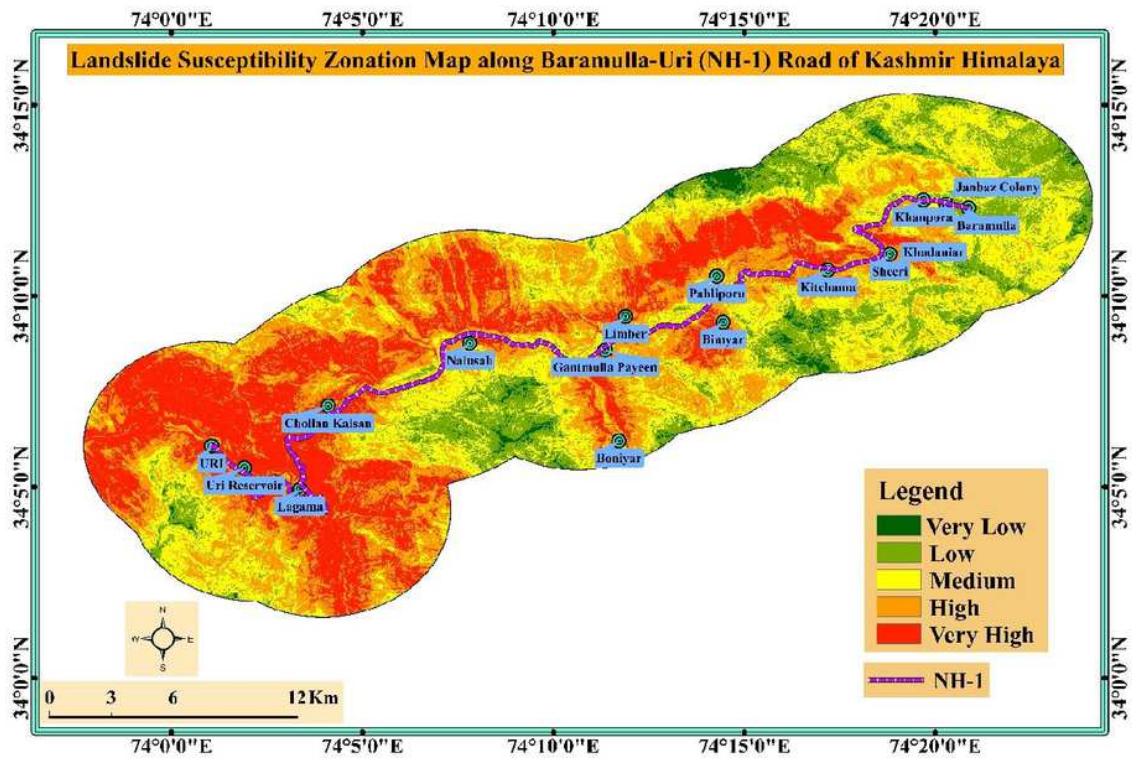 74°0'0"E 74°5'0"E 74°10'0"E 74°15'0"E 74°20'0"E
Landslide Susceptibility Zonation Map along Baramulla-Uri (NH-1) Road of Kashmir Himalaya
34°15'0"N 34°15'0"N
Janbaz Colony
Khanpora
Baramulla
Khadaniar
Sheeri
34°10'0"N 34°10'0"N
Kitchama
Pahliporu
Limber
Biniyar
Nalusah
Gantmulla Payeen
Chollan Kalsan
Boniyar
URI
Uri Reservoir
34°5'0"N 34°5'0"N
Lagama
Legend
Very Low
Low
Medium
High
Very High
NH-1
N
W E
S
34°0'0"N 34°0'0"N
0 3 6 12 Km
74°0'0"E 74°5'0"E 74°10'0"E 74°15'0"E 74°20'0"E